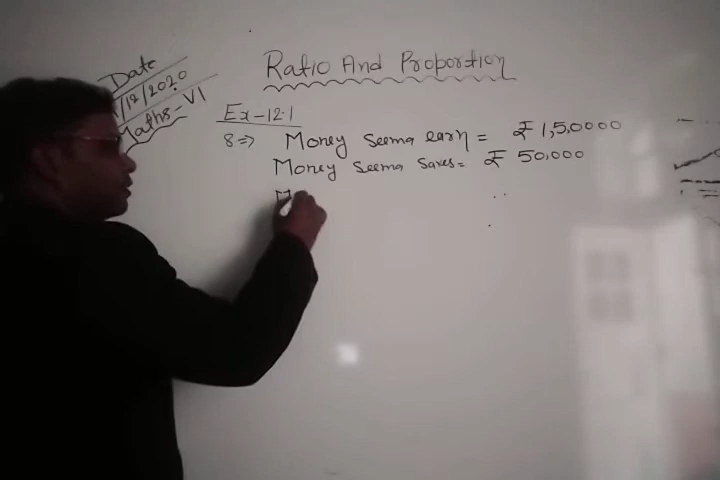 Date
/12/2020
Maths-VI
Ratio And Proportion
Ex-12.1
8⇒ Money Seema earn = ₹ 1,5,0000
Money Seema Saves = ₹ 50,000
M